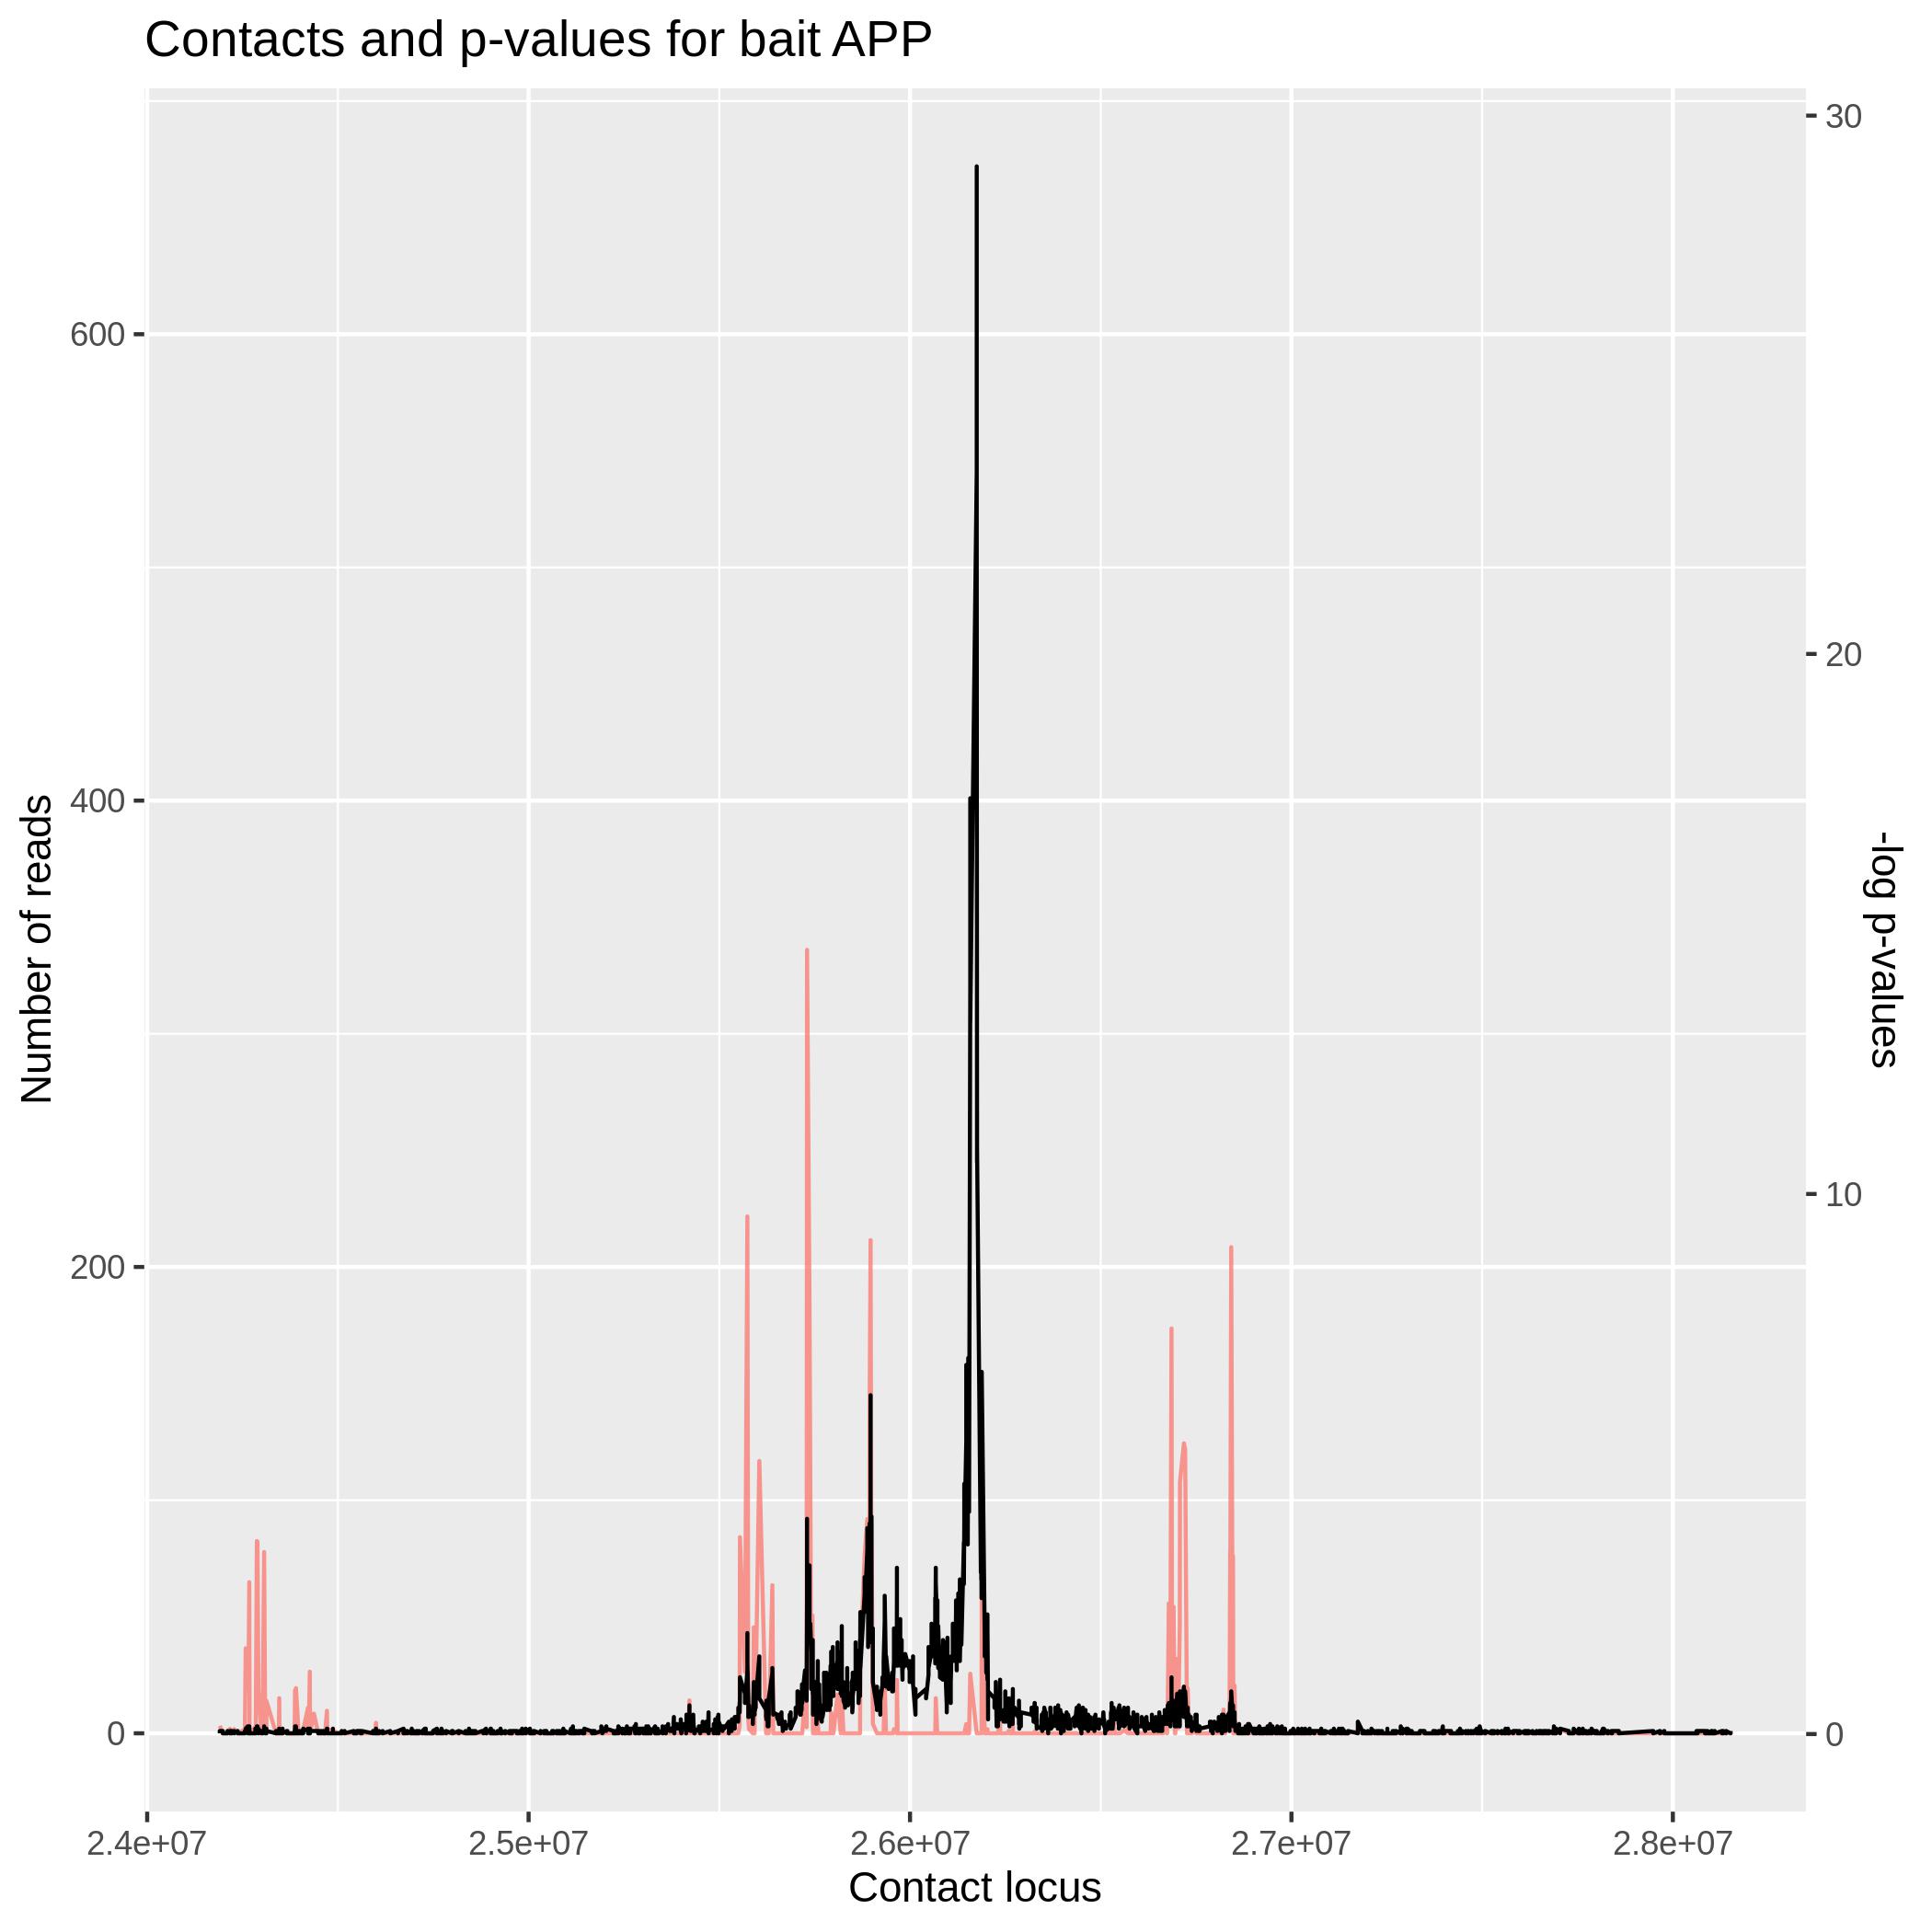 Contacts and p-values for bait APP
30
600
20
400
10
200
0
0
Number of reads
-log p-values
2.4e+07 2.5e+07 2.6e+07 2.7e+07 2.8e+07
Contact locus